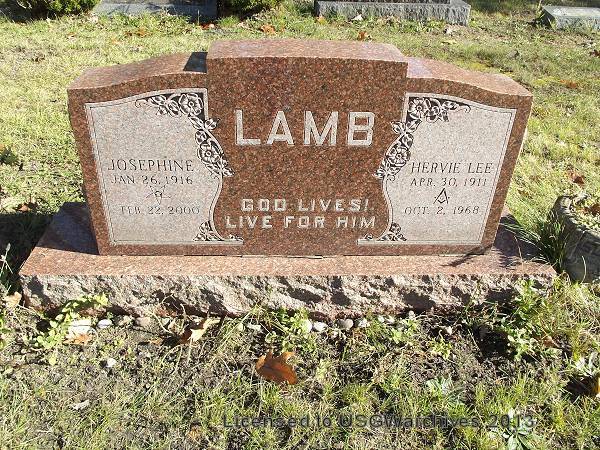 LAMB
JOSEPHINE
JAN 26, 1916
FEB. 22, 2000
HERVIE LEE
APR. 30, 1911
OCT. 2, 1968
GOD LIVES!
LIVE FOR HIM
Licensed to USGWarchives 2013